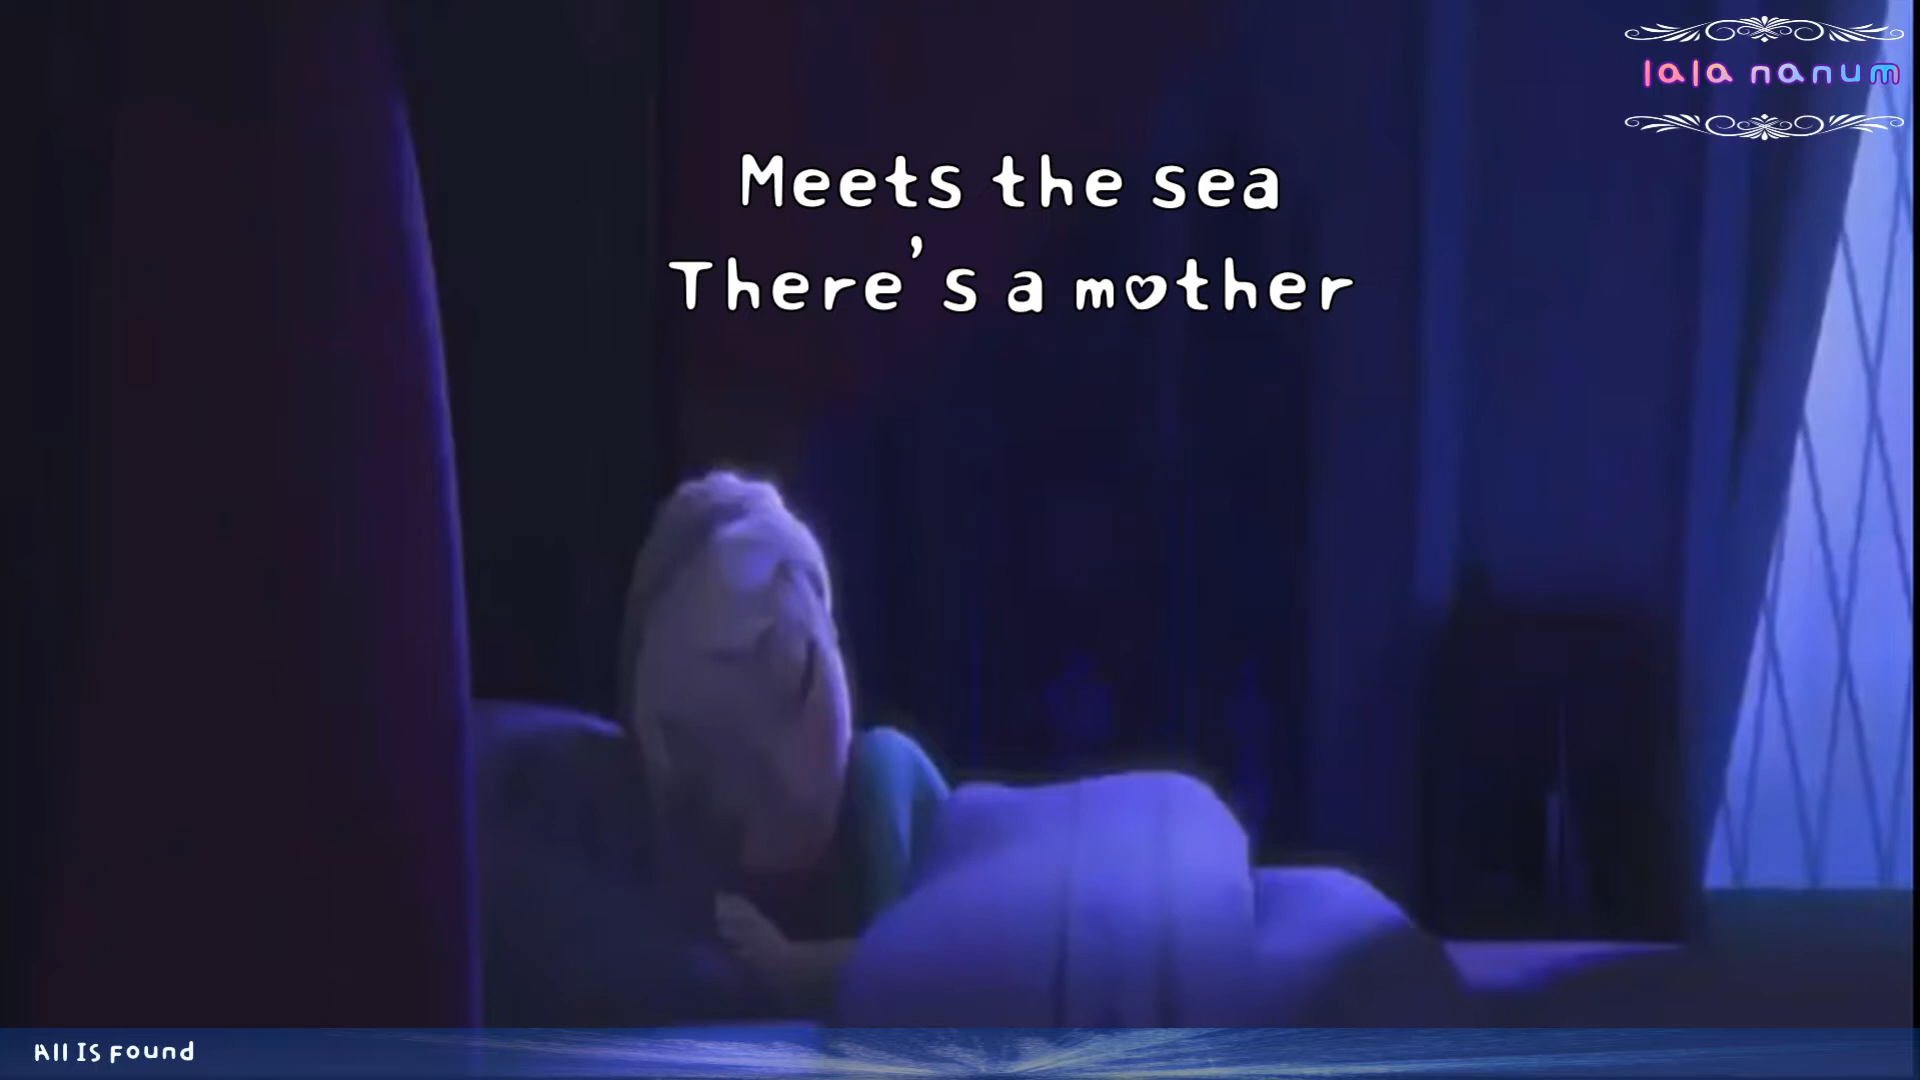 lala nanum
Meets the sea
There's a mother
All Is Found